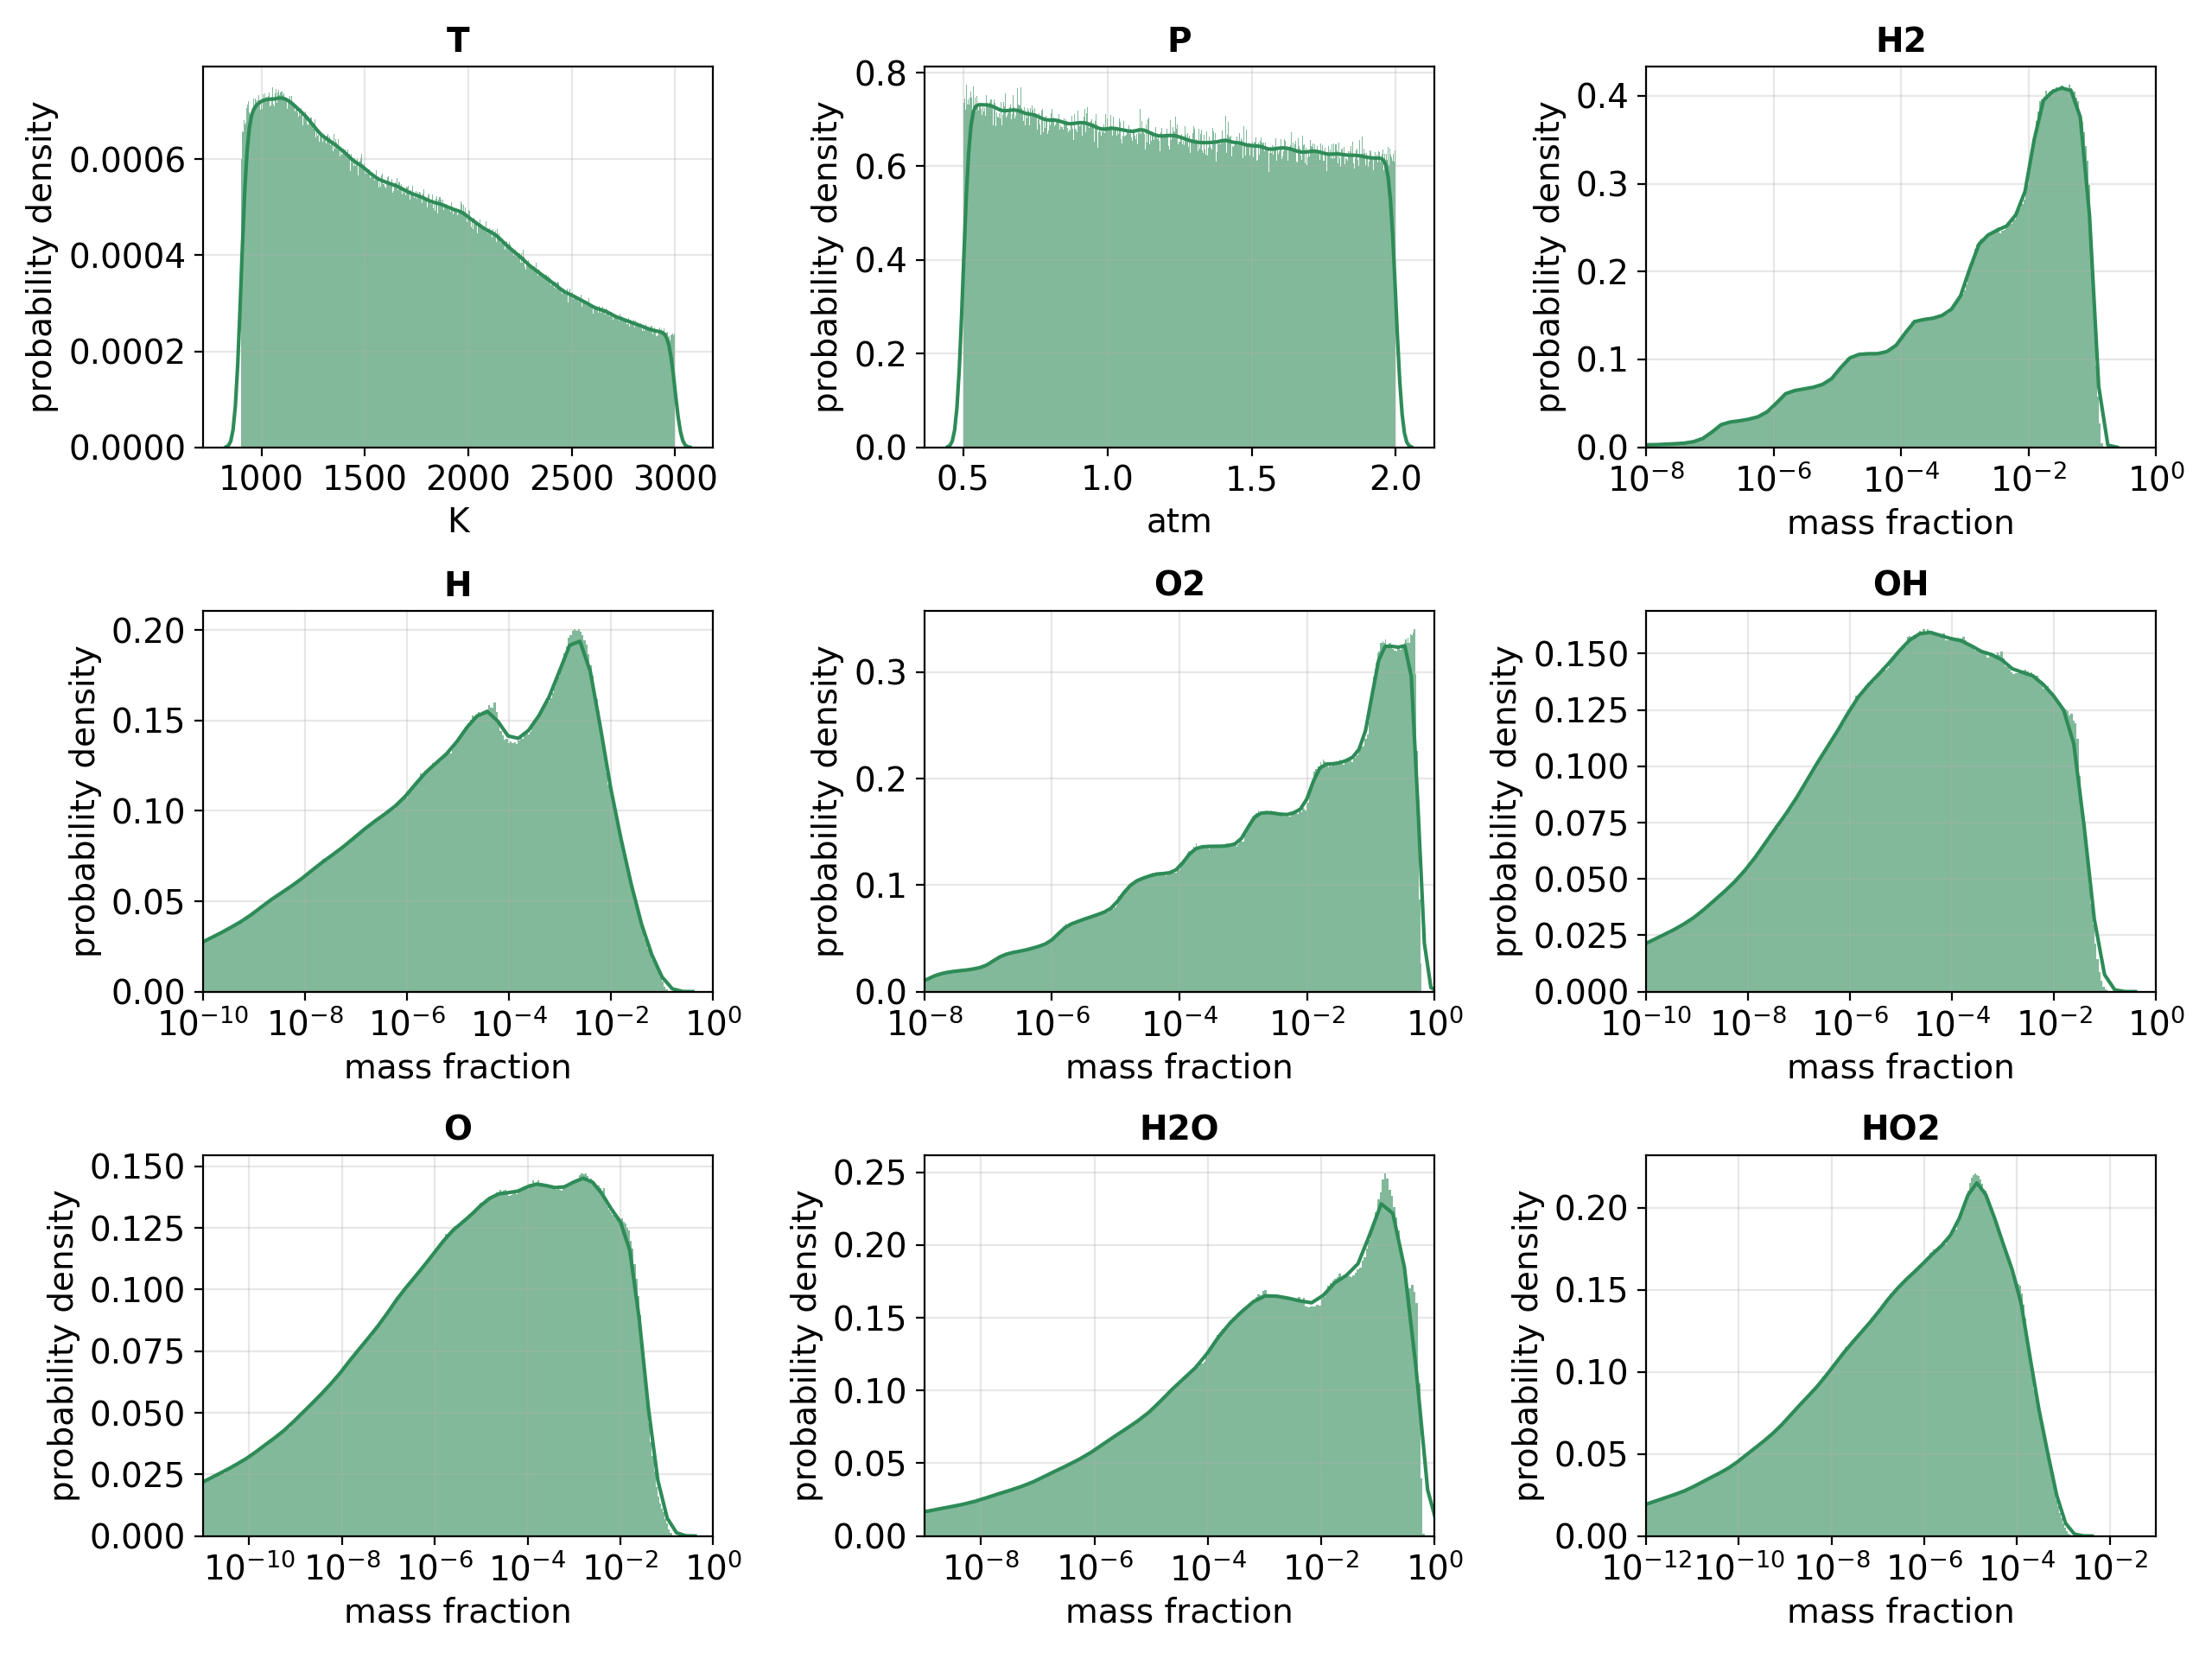 T
probability density
0.0006
0.0004
0.0002
0.0000
1000 1500 2000 2500 3000
K
P
probability density
0.8
0.6
0.4
0.2
0.0
0.5 1.0 1.5 2.0
atm
H2
probability density
0.4
0.3
0.2
0.1
0.0
10⁻⁸ 10⁻⁶ 10⁻⁴ 10⁻² 10⁰
mass fraction
H
probability density
0.20
0.15
0.10
0.05
0.00
10⁻¹⁰ 10⁻⁸ 10⁻⁶ 10⁻⁴ 10⁻² 10⁰
mass fraction
O2
probability density
0.3
0.2
0.1
0.0
10⁻⁸ 10⁻⁶ 10⁻⁴ 10⁻² 10⁰
mass fraction
OH
probability density
0.150
0.125
0.100
0.075
0.050
0.025
0.000
10⁻¹⁰ 10⁻⁸ 10⁻⁶ 10⁻⁴ 10⁻² 10⁰
mass fraction
O
probability density
0.150
0.125
0.100
0.075
0.050
0.025
0.000
10⁻¹⁰ 10⁻⁸ 10⁻⁶ 10⁻⁴ 10⁻² 10⁰
mass fraction
H2O
probability density
0.25
0.20
0.15
0.10
0.05
0.00
10⁻⁸ 10⁻⁶ 10⁻⁴ 10⁻² 10⁰
mass fraction
HO2
probability density
0.20
0.15
0.10
0.05
0.00
10⁻¹² 10⁻¹⁰ 10⁻⁸ 10⁻⁶ 10⁻⁴ 10⁻²
mass fraction